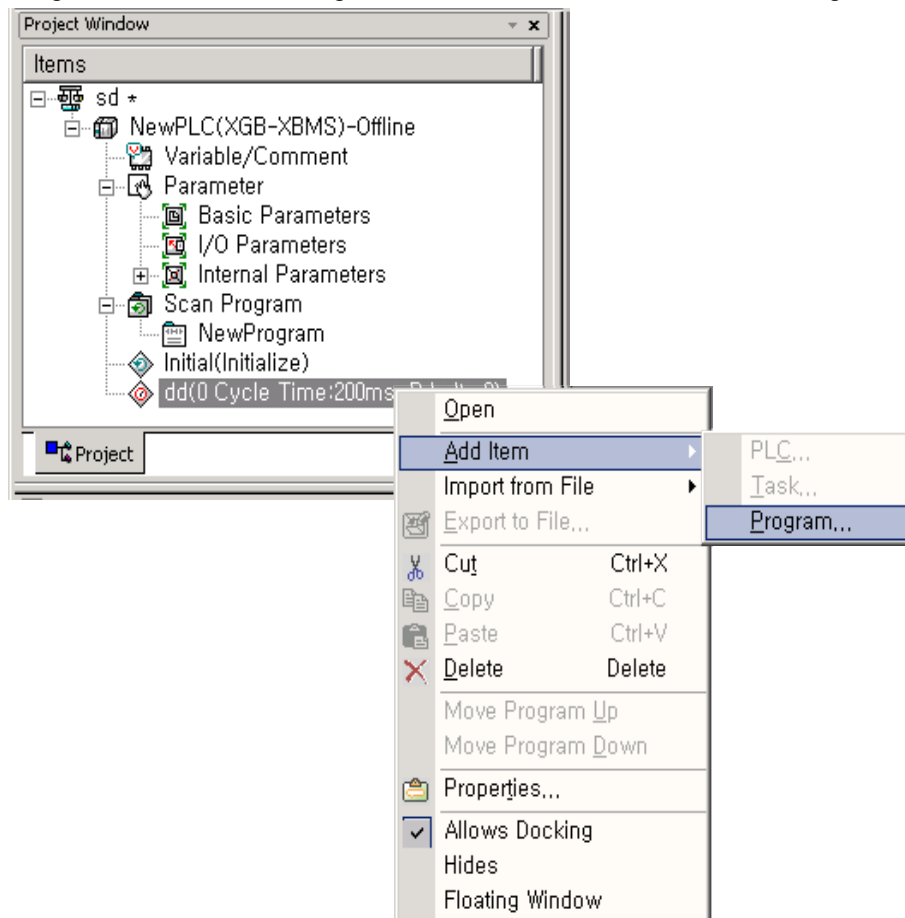 Project Window
Items
sd *
NewPLC(XGB-XBMS)-Offline
Variable/Comment
Parameter
Basic Parameters
I/O Parameters
Internal Parameters
Scan Program
NewProgram
Initial(Initialize)
dd(0 Cycle Time:200ms
Project
Open
Add Item
Import from File
Export to File...
Cut Ctrl+X
Copy Ctrl+C
Paste Ctrl+V
Delete Delete
Move Program Up
Move Program Down
Properties...
Allows Docking
Hides
Floating Window
PLC...
Task...
Program...